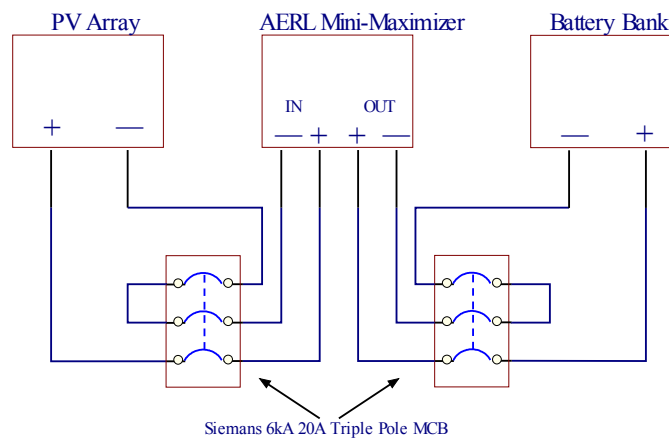 PV Array
AERL Mini-Maximizer
Battery Bank
IN
OUT
+ —
— + + —
— +
Siemans 6kA 20A Triple Pole MCB